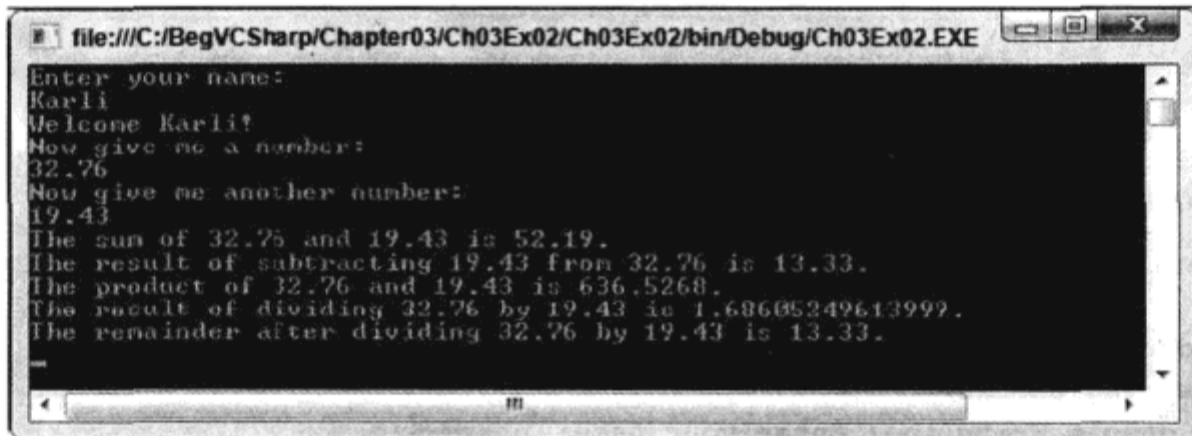 file:///C:/BegVCSharp/Chapter03/Ch03Ex02/Ch03Ex02/bin/Debug/Ch03Ex02.EXE
Enter your name:
Karli
Welcome Karli!
Now give me a number:
32.76
Now give me another number:
19.43
The sum of 32.76 and 19.43 is 52.19.
The result of subtracting 19.43 from 32.76 is 13.33.
The product of 32.76 and 19.43 is 636.5268.
The result of dividing 32.76 by 19.43 is 1.68605249613999.
The remainder after dividing 32.76 by 19.43 is 13.33.